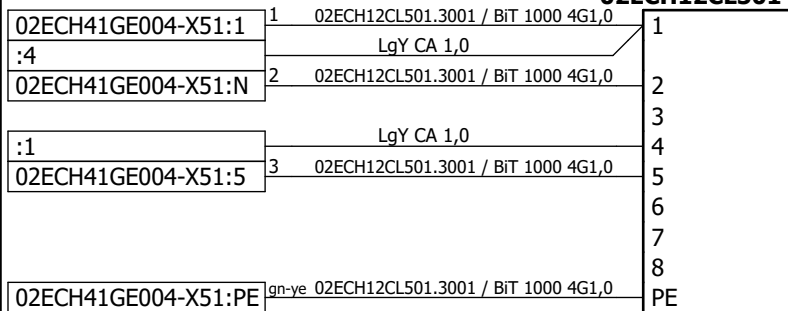 02ECH12CL501
02ECH41GE004-X51:1 1 02ECH12CL501.3001 / BiT 1000 4G1,0 1
:4 LgY CA 1,0
02ECH41GE004-X51:N 2 02ECH12CL501.3001 / BiT 1000 4G1,0 2
3
:1 LgY CA 1,0 4
02ECH41GE004-X51:5 3 02ECH12CL501.3001 / BiT 1000 4G1,0 5
6
7
8
02ECH41GE004-X51:PE gn-ye 02ECH12CL501.3001 / BiT 1000 4G1,0 PE